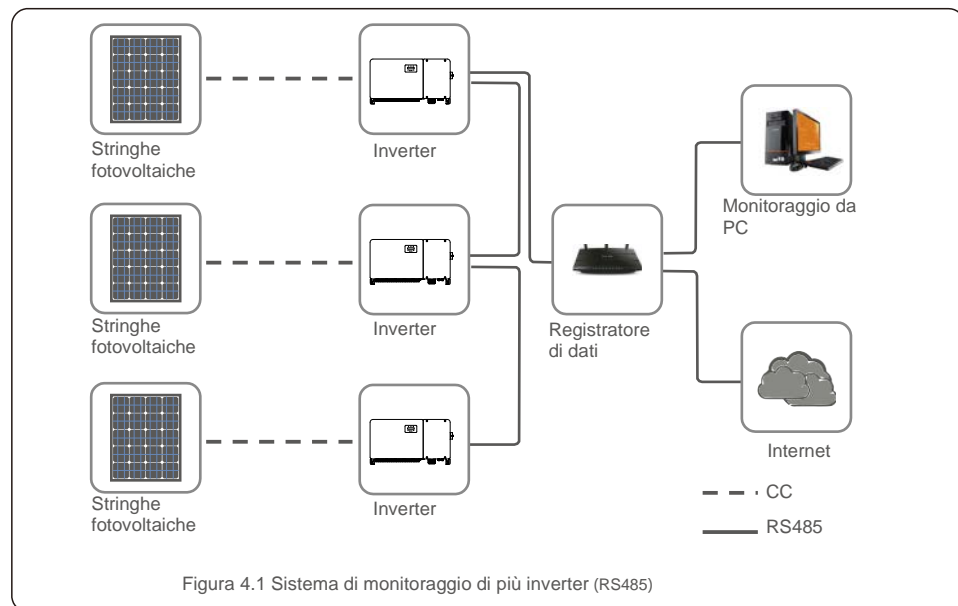 Stringhe
fotovoltaiche
Inverter
Stringhe
fotovoltaiche
Inverter
Stringhe
fotovoltaiche
Inverter
Registratore
di dati
Monitoraggio da
PC
Internet
CC
RS485
Figura 4.1 Sistema di monitoraggio di più inverter (RS485)